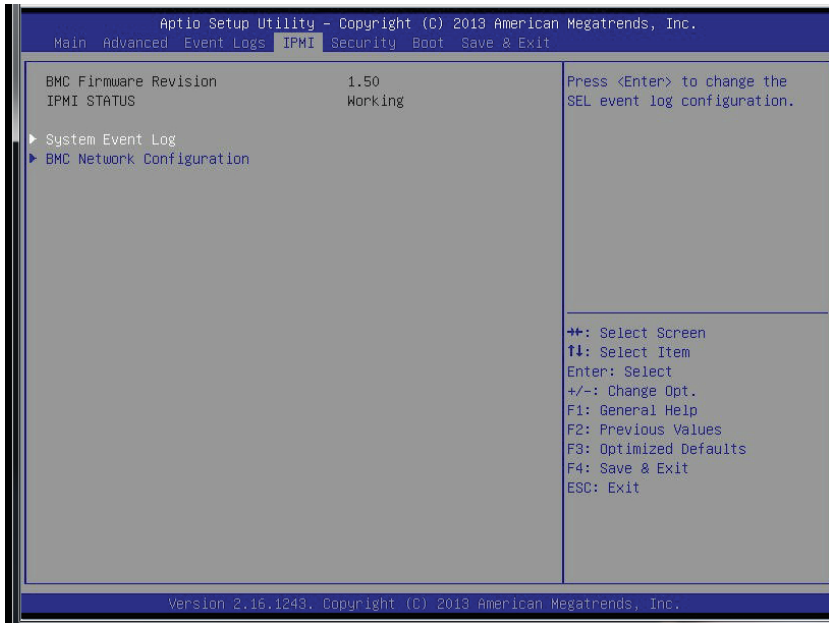 Aptio Setup Utility – Copyright (C) 2013 American Megatrends, Inc.
Main Advanced Event Logs IPMI Security Boot Save & Exit
BMC Firmware Revision 1.50
IPMI STATUS Working
System Event Log
BMC Network Configuration
Press <Enter> to change the
SEL event log configuration.
→←: Select Screen
↑↓: Select Item
Enter: Select
+/-: Change Opt.
F1: General Help
F2: Previous Values
F3: Optimized Defaults
F4: Save & Exit
ESC: Exit
Version 2.16.1243. Copyright (C) 2013 American Megatrends, Inc.